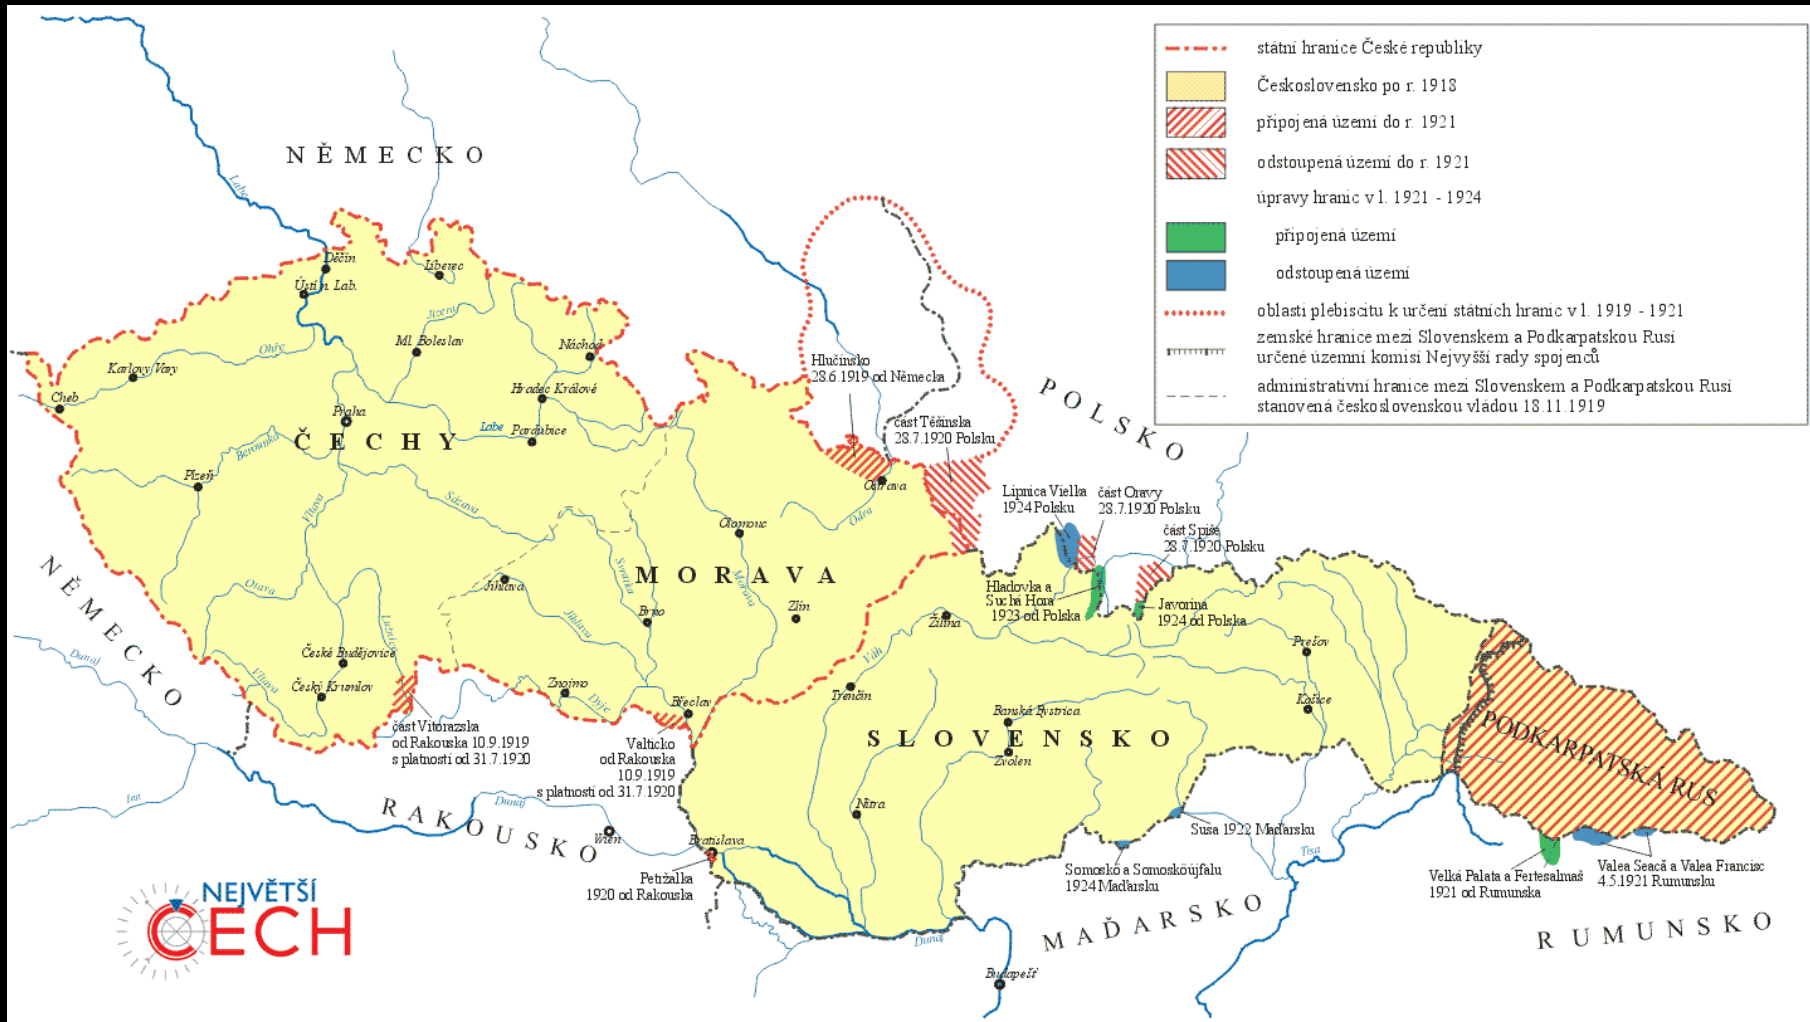 státní hranice České republiky
Československo po r. 1918
připojená území do r. 1921
odstoupená území do r. 1921
úpravy hranic v l. 1921 - 1924
připojená území
odstoupená území
oblasti plebiscitu k určení státních hranic v l. 1919 - 1921
zemské hranice mezi Slovenskem a Podkarpatskou Rusí
určené územní komisí Nejvyšší rady spojenců
administrativní hranice mezi Slovenskem a Podkarpatskou Rusí
stanovená československou vládou 18.11.1919
NĚMECKO
Labe
Děčín
Liberec
Ústí n. Lab.
Jizera
Ml. Boleslav
Náchod
Ohře
Karlovy Vary
Cheb
Hradec Králové
Praha
Labe
Pardubice
ČECHY
Berounka
Plzeň
Vltava
Sázava
Hlučínsko
28.6.1919 od Německa
část Těšínska
28.7.1920 Polsku
POLSKO
Ostrava
Odra
Olomouc
Lipnica Vielka
1924 Polsku
část Oravy
28.7.1920 Polsku
část Spiše
28.7.1920 Polsku
Hladovka a
Suchá Hora
1923 od Polska
Javorina
1924 od Polska
NĚMECKO
Otava
Lužnice
Jihlava
Jihlava
Svratka
MORAVA
Morava
Brno
Zlín
Žilina
Váh
Prešov
Dunaj
České Budějovice
Vltava
Český Krumlov
Znojmo
Dyje
Břeclav
Trenčín
Banská Bystrica
Košice
část Vitorazska
od Rakouska 10.9.1919
s platností od 31.7.1920
Valticko
od Rakouska
10.9.1919
s platností od 31.7.1920
SLOVENSKO
Zvolen
PODKARPATSKÁ RUS
Inn
RAKOUSKO
Dunaj
Wien
Nitra
Bratislava
Petržalka
1920 od Rakouska
Susa 1922 Maďarsku
Somoskö a Somosköújfalu
1924 Maďarsku
Tisa
Velká Palata a Fertesalmaš
1921 od Rumunska
Valea Seacă a Valea Francisc
4.5.1921 Rumunsku
Dunaj
MAĎARSKO
RUMUNSKO
Budapešť
NEJVĚTŠÍ
ČECH